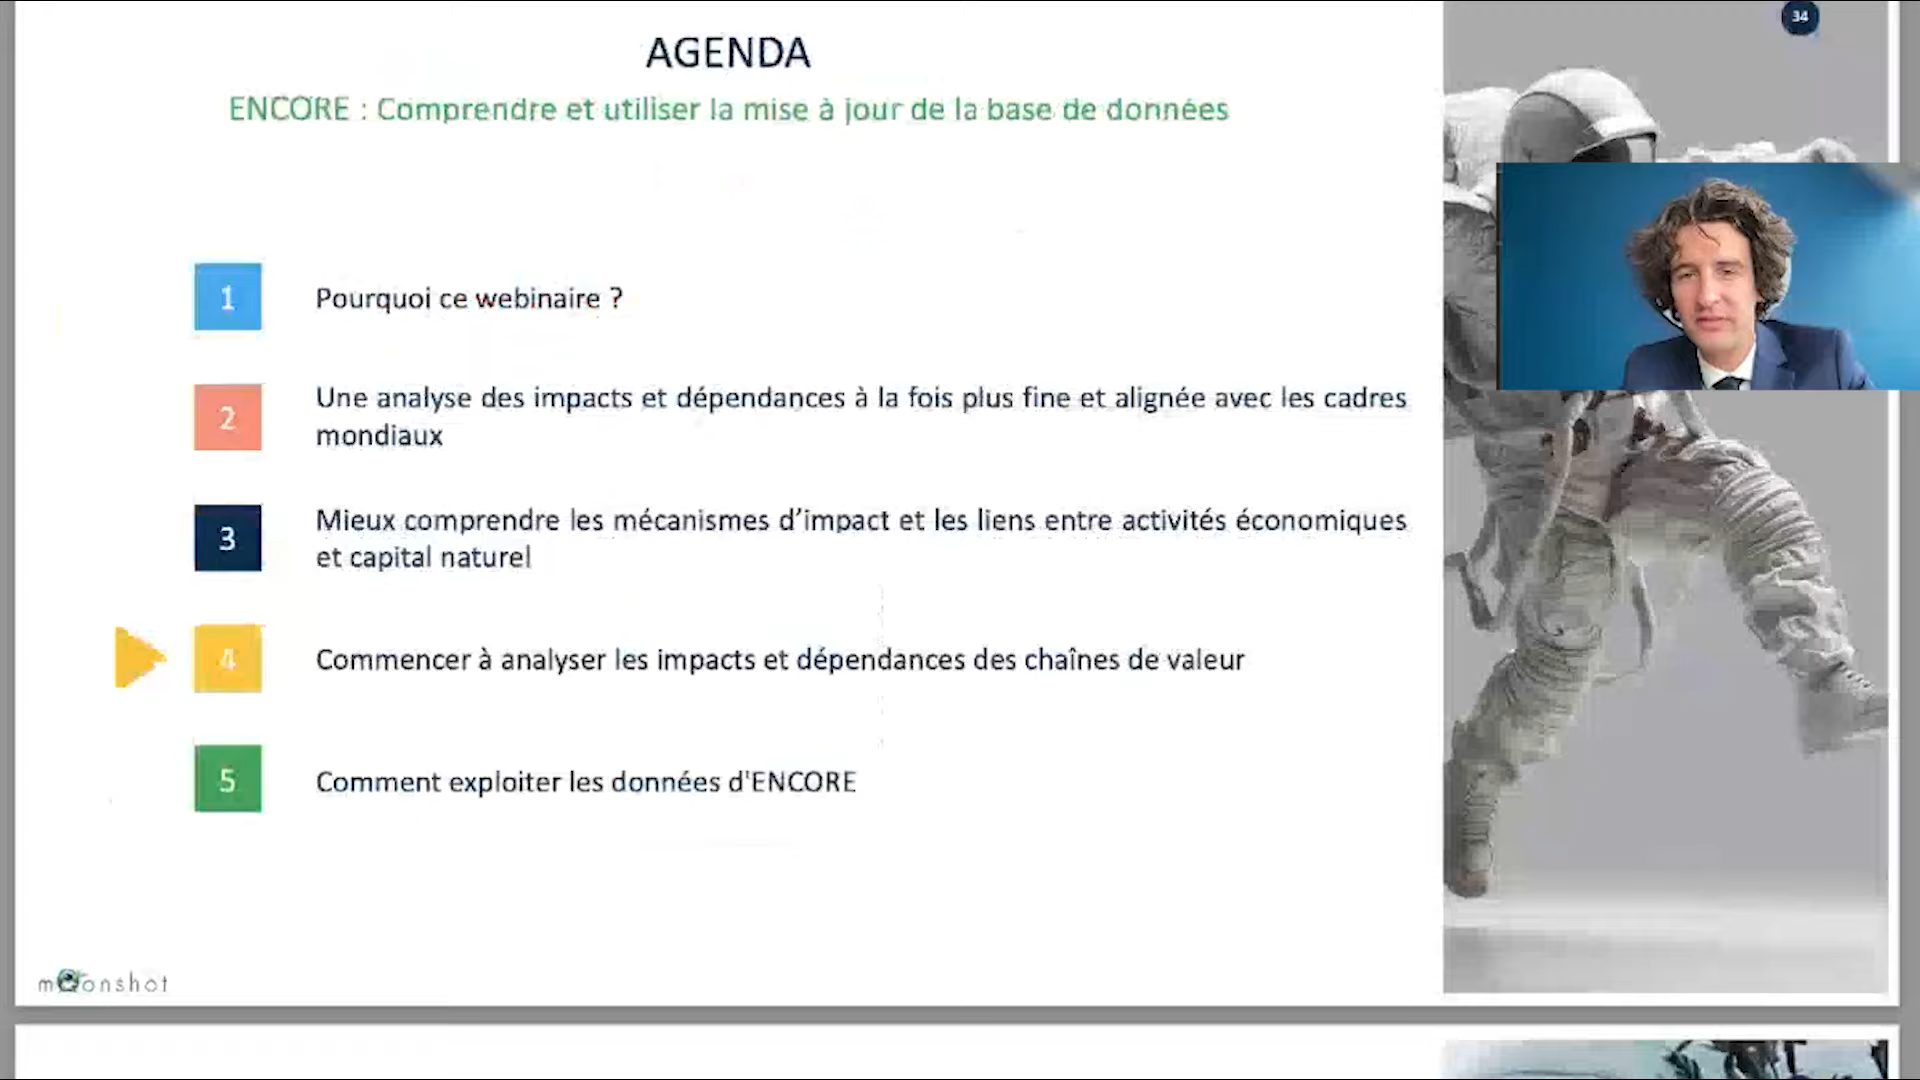 34
AGENDA
ENCORE : Comprendre et utiliser la mise à jour de la base de données
1
Pourquoi ce webinaire ?
2
Une analyse des impacts et dépendances à la fois plus fine et alignée avec les cadres
mondiaux
3
Mieux comprendre les mécanismes d’impact et les liens entre activités économiques
et capital naturel
4
Commencer à analyser les impacts et dépendances des chaînes de valeur
5
Comment exploiter les données d'ENCORE
moonshot